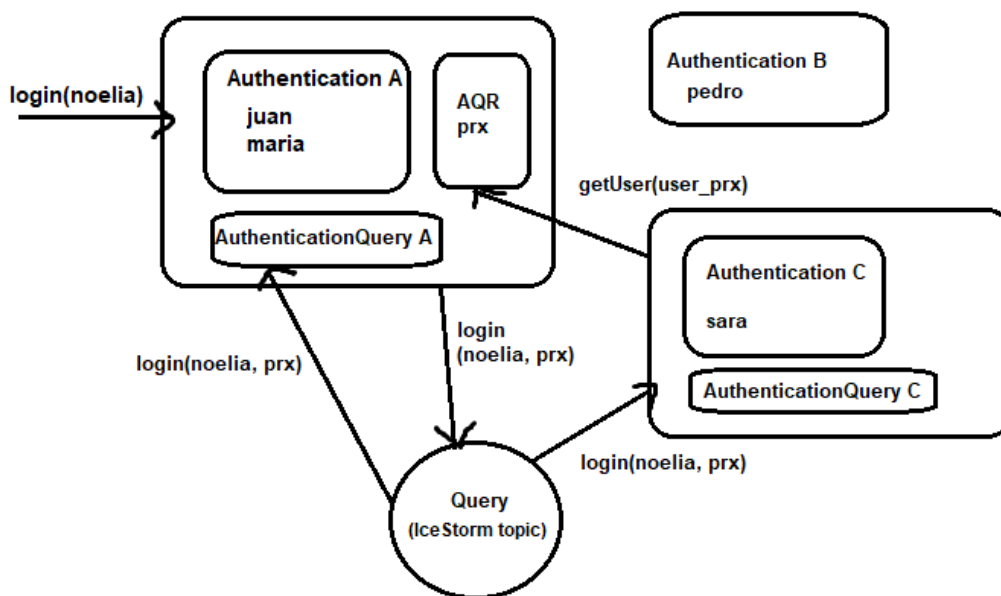 login(noelia)
Authentication A
juan
maria
AQR
prx
AuthenticationQuery A
Authentication B
pedro
getUser(user_prx)
Authentication C
sara
AuthenticationQuery C
login
(noelia, prx)
login(noelia, prx)
login(noelia, prx)
Query
(IceStorm topic)